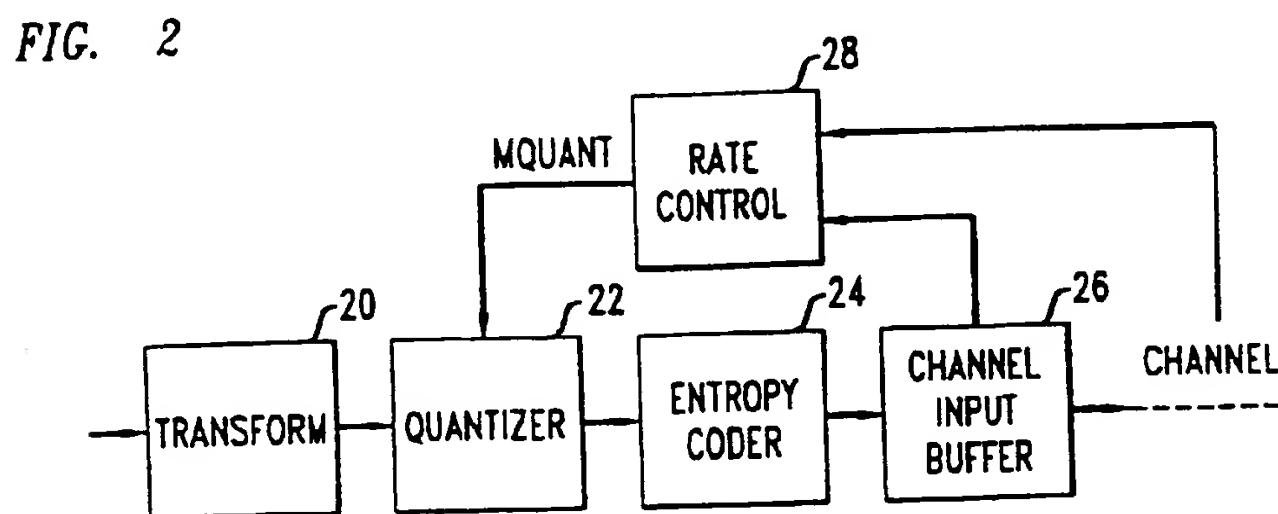 FIG. 2
28
RATE
CONTROL
MQUANT
20
TRANSFORM
22
QUANTIZER
24
ENTROPY
CODER
26
CHANNEL
INPUT
BUFFER
CHANNEL